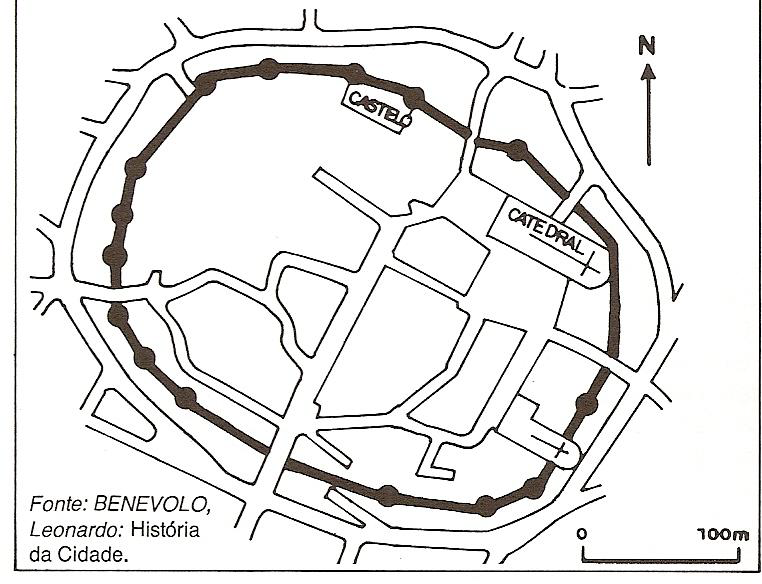 N
CASTELO
CATEDRAL
Fonte: BENEVOLO,
Leonardo: História
da Cidade.
0 100m